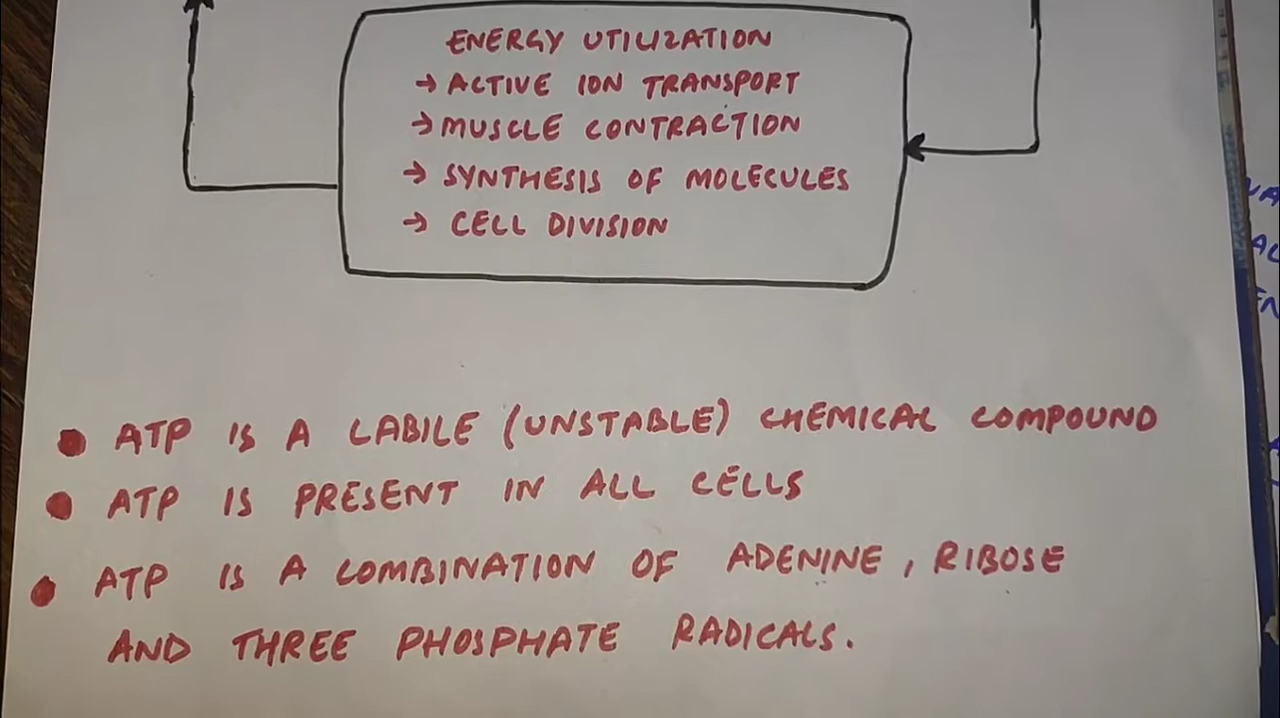 ENERGY UTILIZATION
→ ACTIVE ION TRANSPORT
→ MUSCLE CONTRACTION
→ SYNTHESIS OF MOLECULES
→ CELL DIVISION
● ATP IS A LABILE (UNSTABLE) CHEMICAL COMPOUND
● ATP IS PRESENT IN ALL CELLS
● ATP IS A COMBINATION OF ADENINE, RIBOSE
AND THREE PHOSPHATE RADICALS.